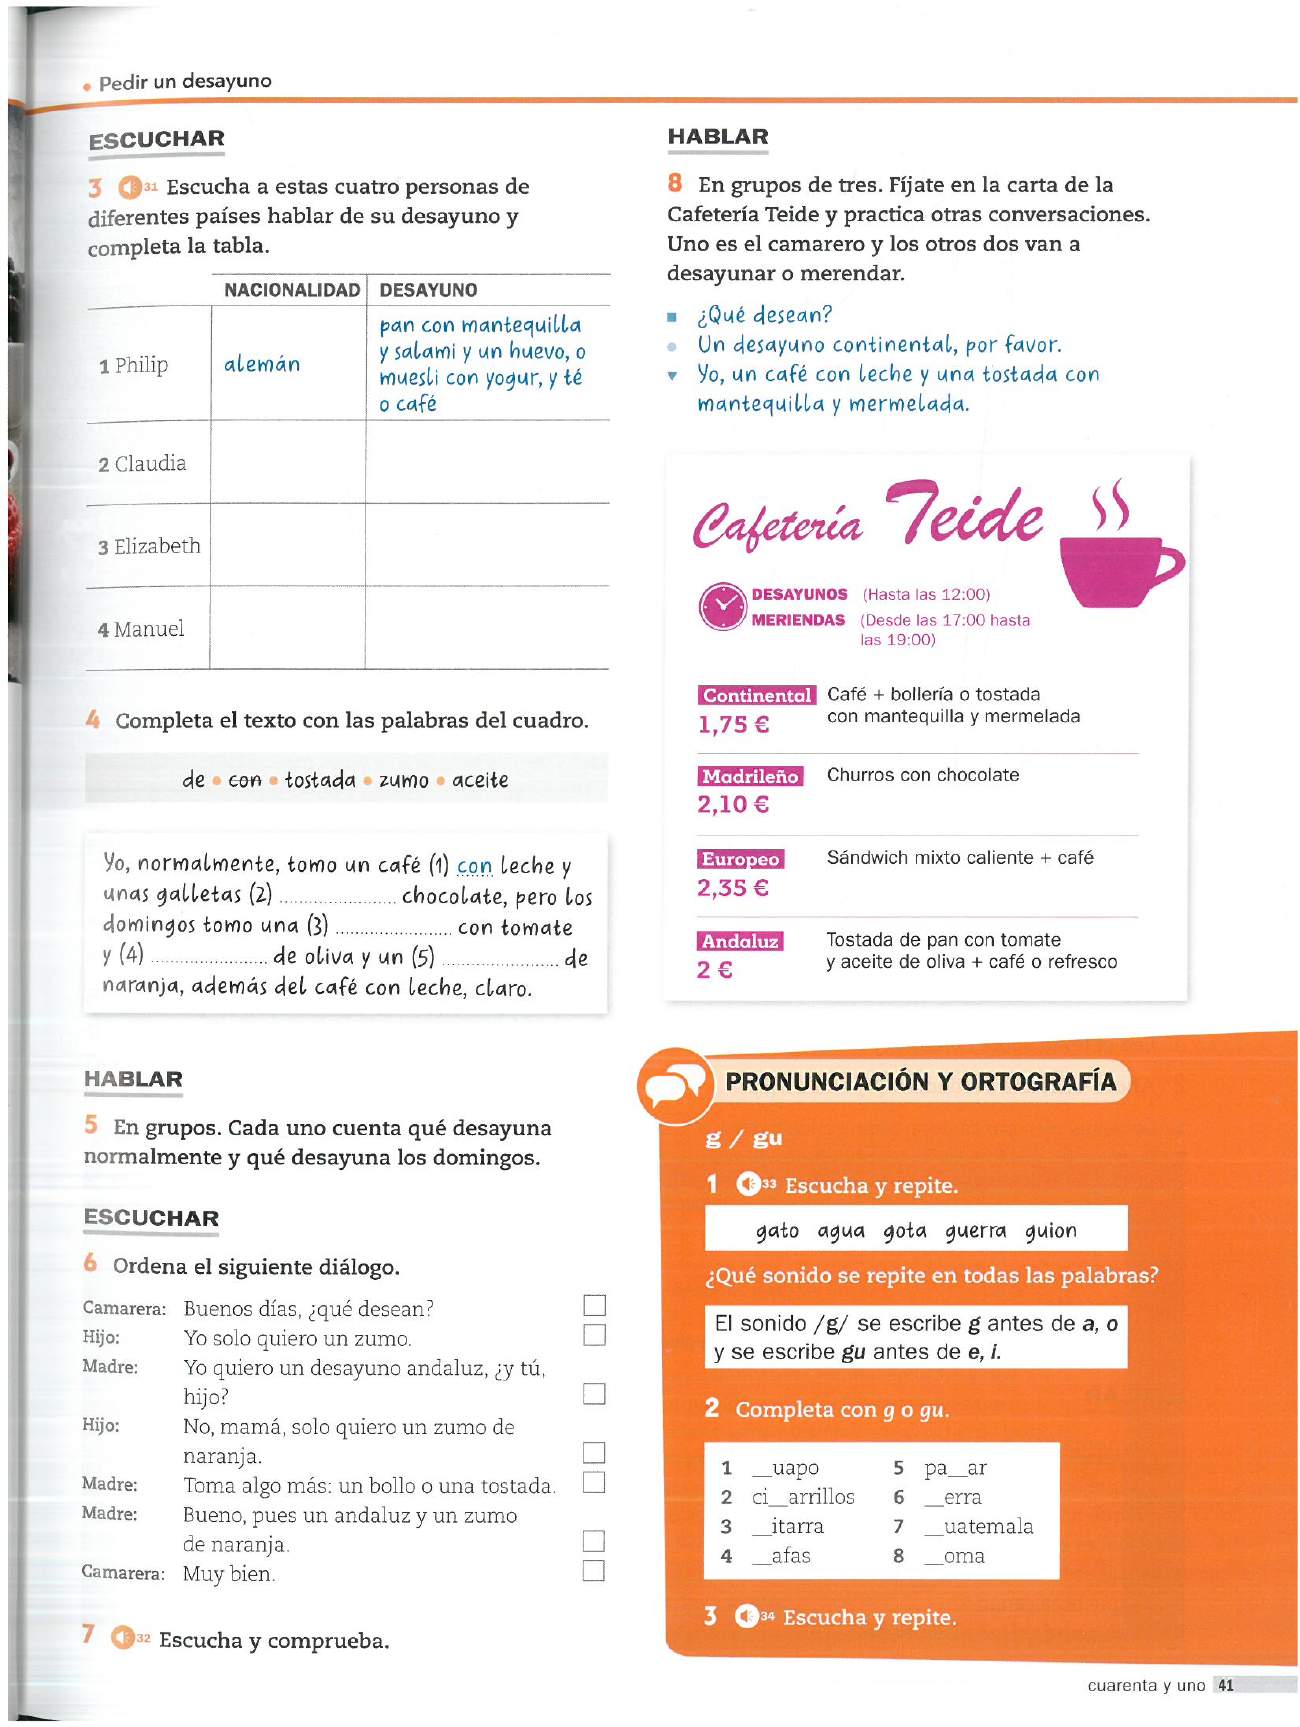 Pedir un desayuno
ESCUCHAR
3 31 Escucha a estas cuatro personas de
diferentes países hablar de su desayuno y
completa la tabla.
NACIONALIDAD DESAYUNO
1 Philip
alemán
pan con mantequilla
y salami y un huevo, o
muesli con yogur, y té
o café
2 Claudia
3 Elizabeth
4 Manuel
4 Completa el texto con las palabras del cuadro.
de • con • tostada • zumo • aceite
Yo, normalmente, tomo un café (1) con leche y
unas galletas (2) ........................ chocolate, pero los
domingos tomo una (3) ........................ con tomate
y (4) ........................ de oliva y un (5) ........................ de
naranja, además del café con leche, claro.
HABLAR
5 En grupos. Cada uno cuenta qué desayuna
normalmente y qué desayuna los domingos.
ESCUCHAR
6 Ordena el siguiente diálogo.
Camarera: Buenos días, ¿qué desean?
Hijo: Yo solo quiero un zumo.
Madre: Yo quiero un desayuno andaluz, ¿y tú,
hijo?
Hijo: No, mamá, solo quiero un zumo de
naranja.
Madre: Toma algo más: un bollo o una tostada.
Madre: Bueno, pues un andaluz y un zumo
de naranja.
Camarera: Muy bien.
7 32 Escucha y comprueba.
HABLAR
8 En grupos de tres. Fíjate en la carta de la
Cafetería Teide y practica otras conversaciones.
Uno es el camarero y los otros dos van a
desayunar o merendar.
¿Qué desean?
Un desayuno continental, por favor.
Yo, un café con leche y una tostada con
mantequilla y mermelada.
Cafetería Teide
DESAYUNOS (Hasta las 12:00)
MERIENDAS (Desde las 17:00 hasta
las 19:00)
Continental Café + bollería o tostada
1,75 € con mantequilla y mermelada
Madrileño Churros con chocolate
2,10 €
Europeo Sándwich mixto caliente + café
2,35 €
Andaluz Tostada de pan con tomate
2 € y aceite de oliva + café o refresco
PRONUNCIACIÓN Y ORTOGRAFÍA
g / gu
1 33 Escucha y repite.
gato agua gota guerra guion
¿Qué sonido se repite en todas las palabras?
El sonido /g/ se escribe g antes de a, o
y se escribe gu antes de e, i.
2 Completa con g o gu.
1 __uapo 5 pa__ar
2 ci__arrillos 6 __erra
3 __itarra 7 __uatemala
4 __afas 8 __oma
3 34 Escucha y repite.
cuarenta y uno 41